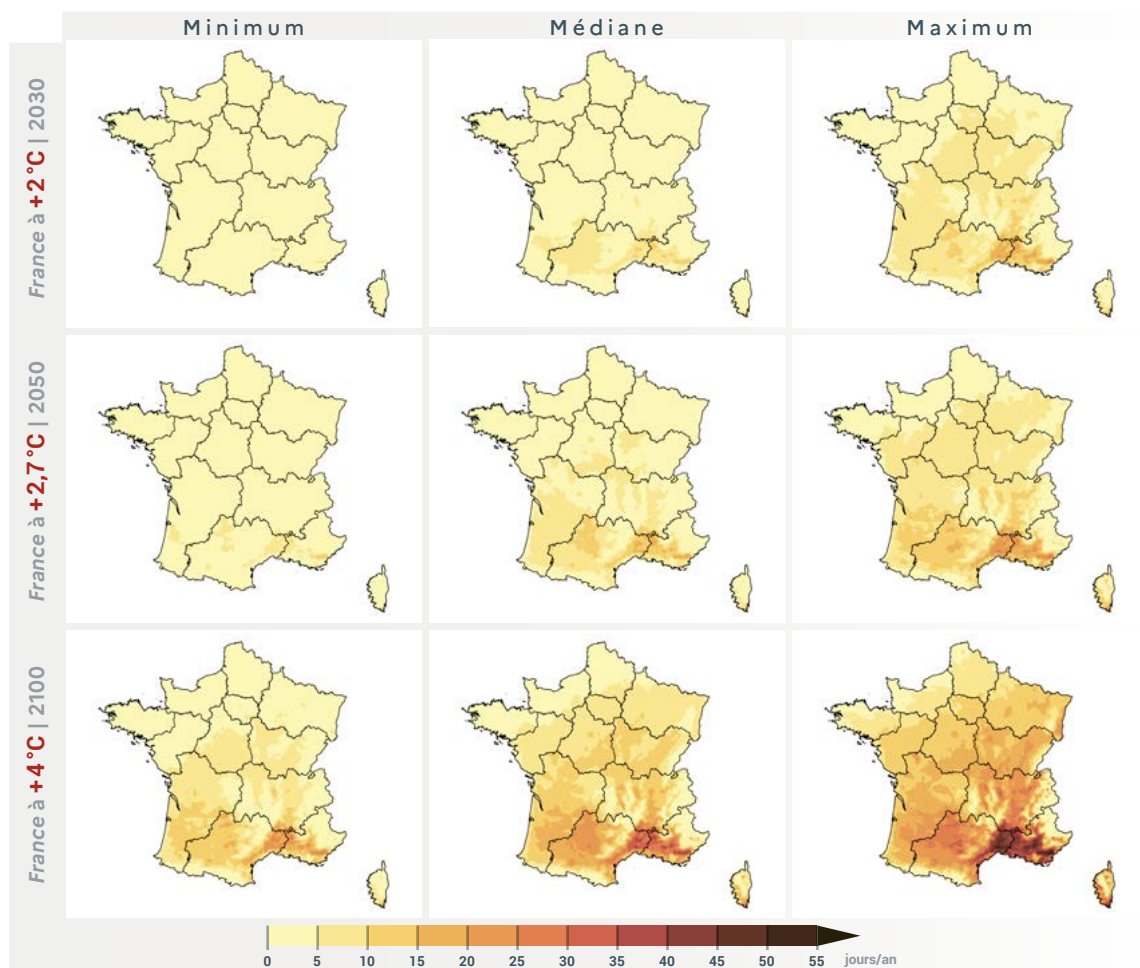 Minimum Médiane Maximum
France à +2°C | 2030
France à +2,7°C | 2050
France à +4°C | 2100
0 5 10 15 20 25 30 35 40 45 50 55 jours/an